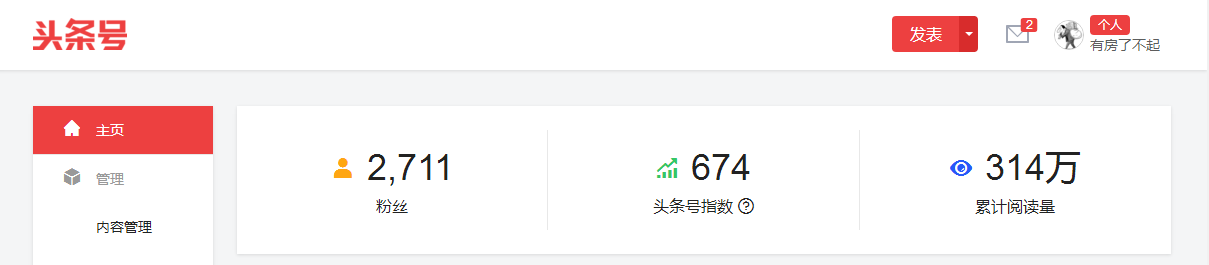 头条号
发表
2
个人
有房了不起
主页
管理
内容管理
2,711
粉丝
674
头条号指数 ?
314万
累计阅读量